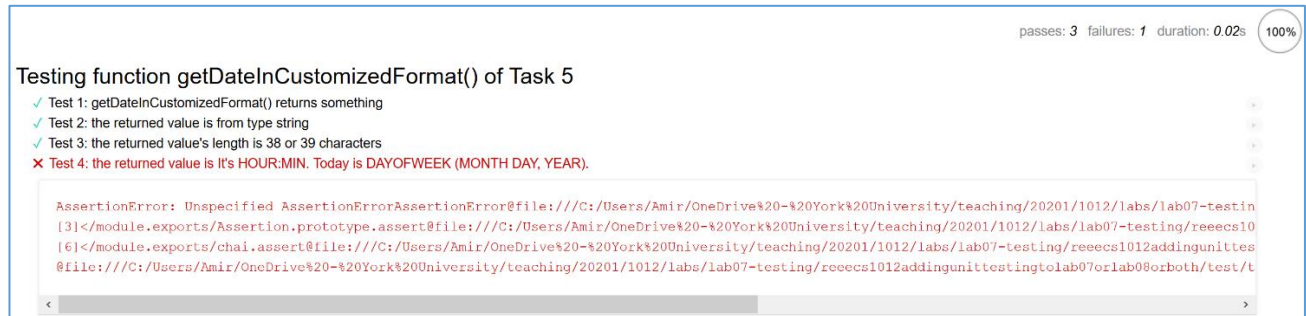 passes: 3 failures: 1 duration: 0.02s 100%
Testing function getDateInCustomizedFormat() of Task 5
✓ Test 1: getDateInCustomizedFormat() returns something
✓ Test 2: the returned value is from type string
✓ Test 3: the returned value's length is 38 or 39 characters
✗ Test 4: the returned value is It's HOUR:MIN. Today is DAYOFWEEK (MONTH DAY, YEAR).
AssertionError: Unspecified AssertionErrorAssertionError@file:///C:/Users/Amir/OneDrive%20-%20York%20University/teaching/20201/1012/labs/lab07-testin
[3]</module.exports/Assertion.prototype.assert@file:///C:/Users/Amir/OneDrive%20-%20York%20University/teaching/20201/1012/labs/lab07-testing/reeecs10
[6]</module.exports/chai.assert@file:///C:/Users/Amir/OneDrive%20-%20York%20University/teaching/20201/1012/labs/lab07-testing/reeecs1012addingunittes
@file:///C:/Users/Amir/OneDrive%20-%20York%20University/teaching/20201/1012/labs/lab07-testing/reeecs1012addingunittestingtolab07orlab08orboth/test/t